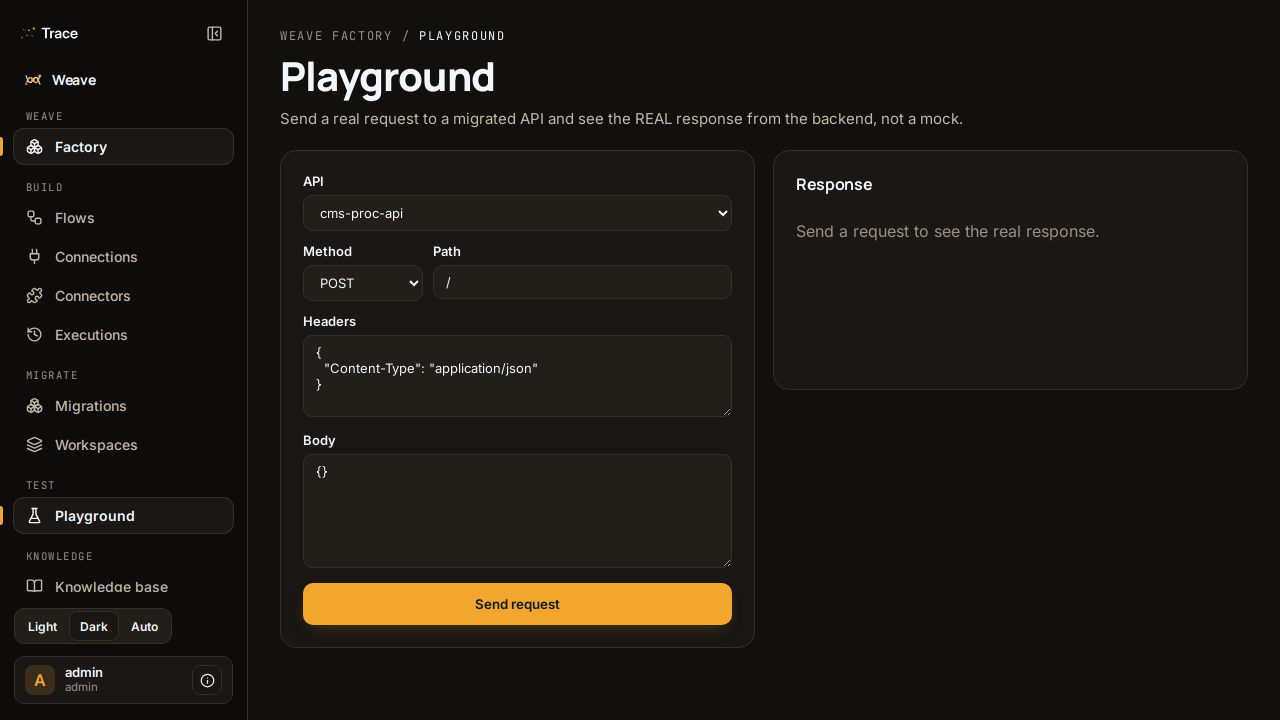 Trace
Weave
WEAVE
Factory
BUILD
Flows
Connections
Connectors
Executions
MIGRATE
Migrations
Workspaces
TEST
Playground
KNOWLEDGE
Knowledge base
Light Dark Auto
A
admin
admin
WEAVE FACTORY / PLAYGROUND
Playground
Send a real request to a migrated API and see the REAL response from the backend, not a mock.
API
cms-proc-api
Method Path
POST /
Headers
{
"Content-Type": "application/json"
}
Body
{}
Send request
Response
Send a request to see the real response.